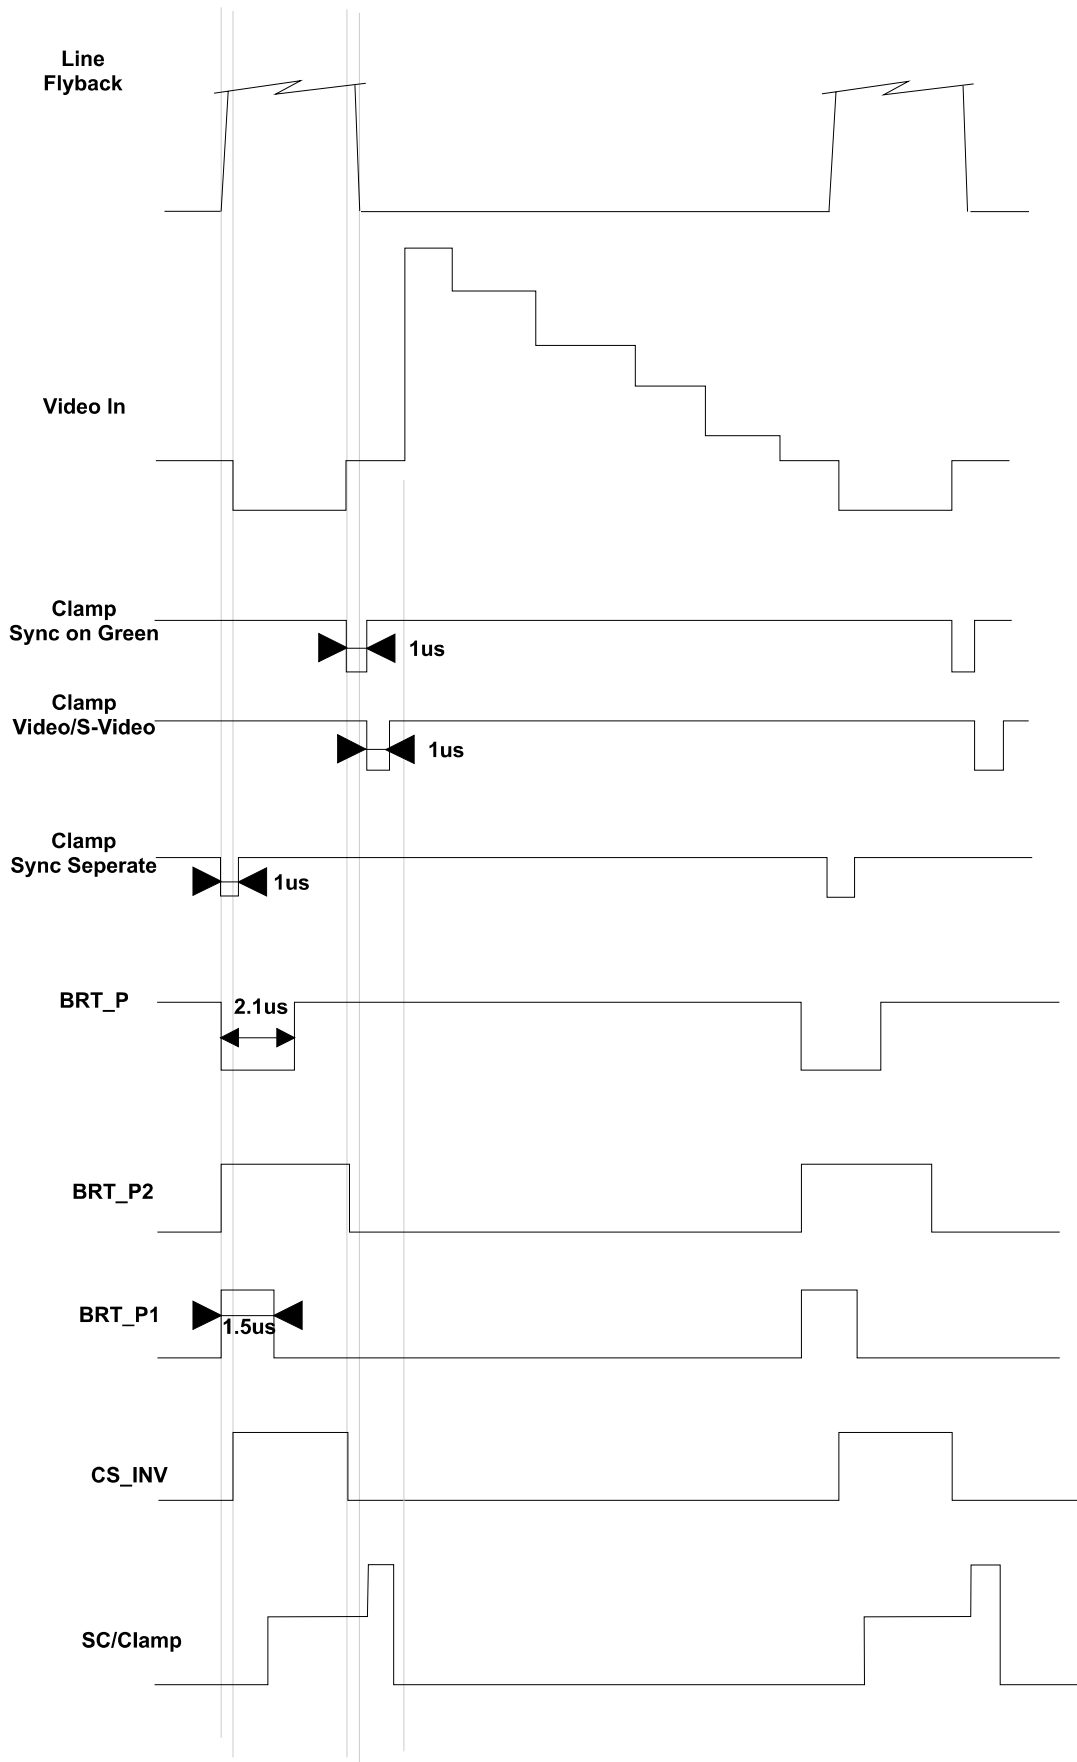 Line
Flyback
Video In
Clamp
Sync on Green
1us
Clamp
Video/S-Video
1us
Clamp
Sync Seperate
1us
BRT_P
2.1us
BRT_P2
BRT_P1
1.5us
CS_INV
SC/Clamp